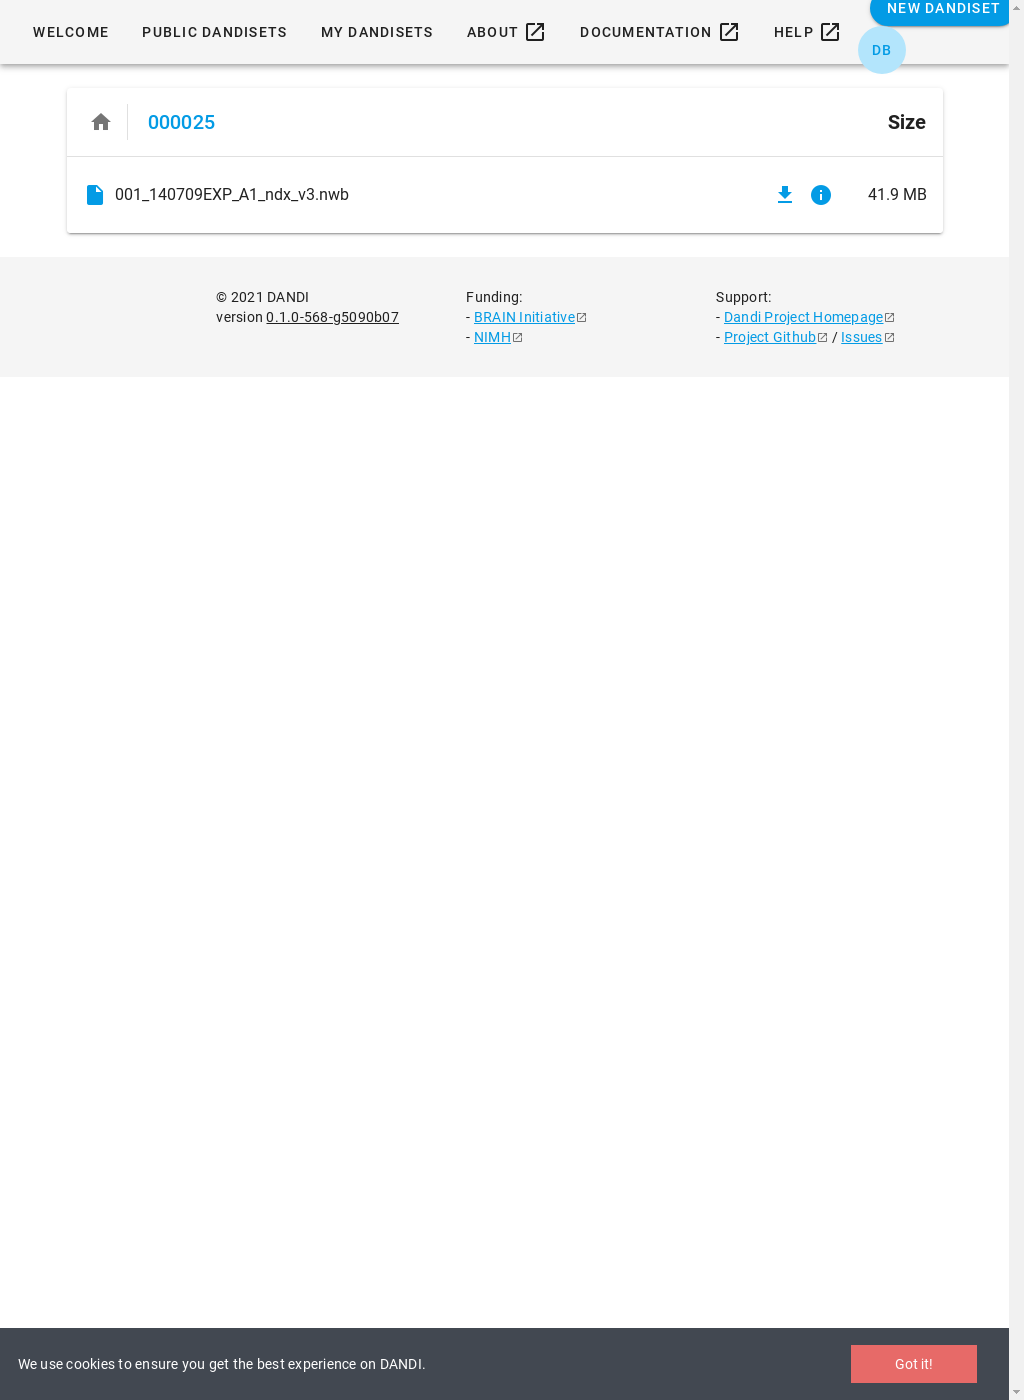 NEW DANDISET
WELCOME PUBLIC DANDISETS MY DANDISETS ABOUT DOCUMENTATION HELP
DB
000025 Size
001_140709EXP_A1_ndx_v3.nwb 41.9 MB
© 2021 DANDI
version 0.1.0-568-g5090b07
Funding:
- BRAIN Initiative
- NIMH
Support:
- Dandi Project Homepage
- Project Github / Issues
We use cookies to ensure you get the best experience on DANDI. Got it!